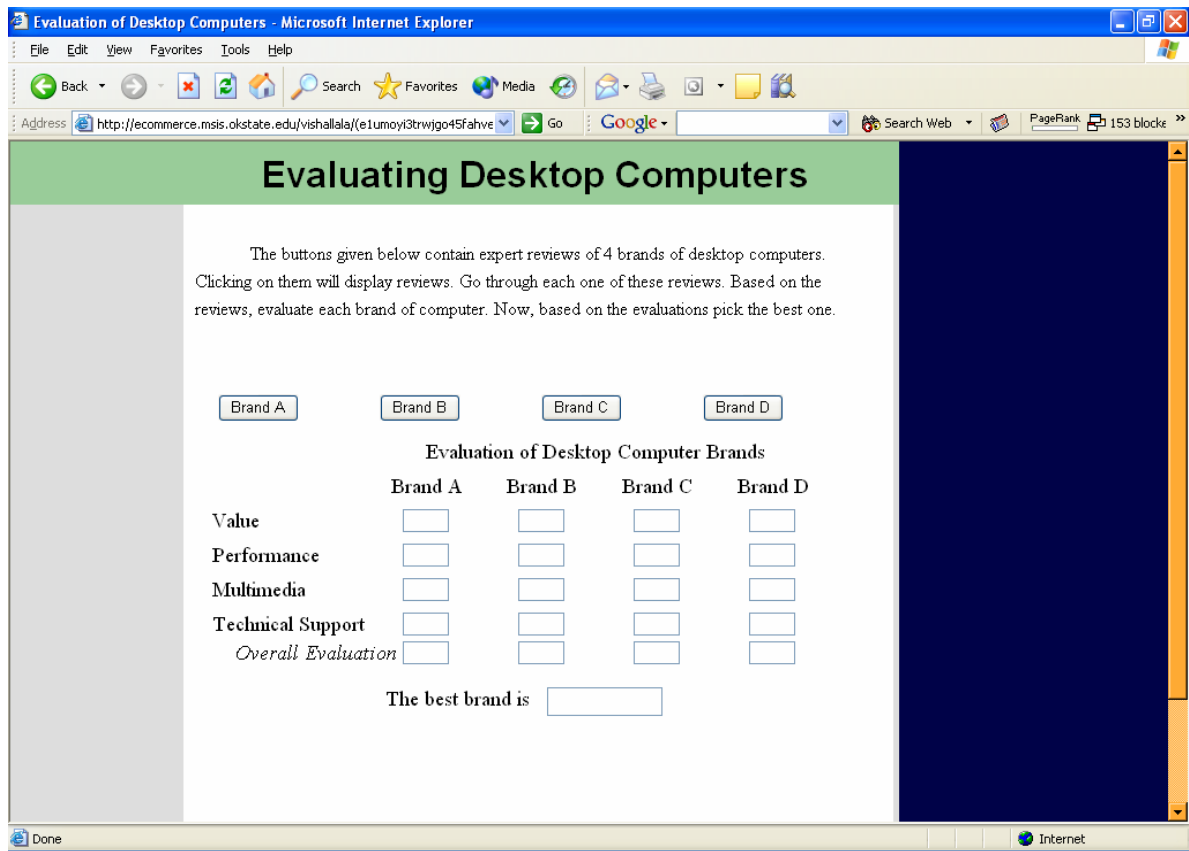 Evaluation of Desktop Computers - Microsoft Internet Explorer
File Edit View Favorites Tools Help
Back Search Favorites Media
Address http://ecommerce.msis.okstate.edu/vishallala/(e1umoyi3trwjgo45fahve Go Google Search Web PageRank 153 blocke »
Evaluating Desktop Computers
The buttons given below contain expert reviews of 4 brands of desktop computers.
Clicking on them will display reviews. Go through each one of these reviews. Based on the
reviews, evaluate each brand of computer. Now, based on the evaluations pick the best one.
Brand A Brand B Brand C Brand D
Evaluation of Desktop Computer Brands
Brand A Brand B Brand C Brand D
Value
Performance
Multimedia
Technical Support
Overall Evaluation
The best brand is
Done Internet